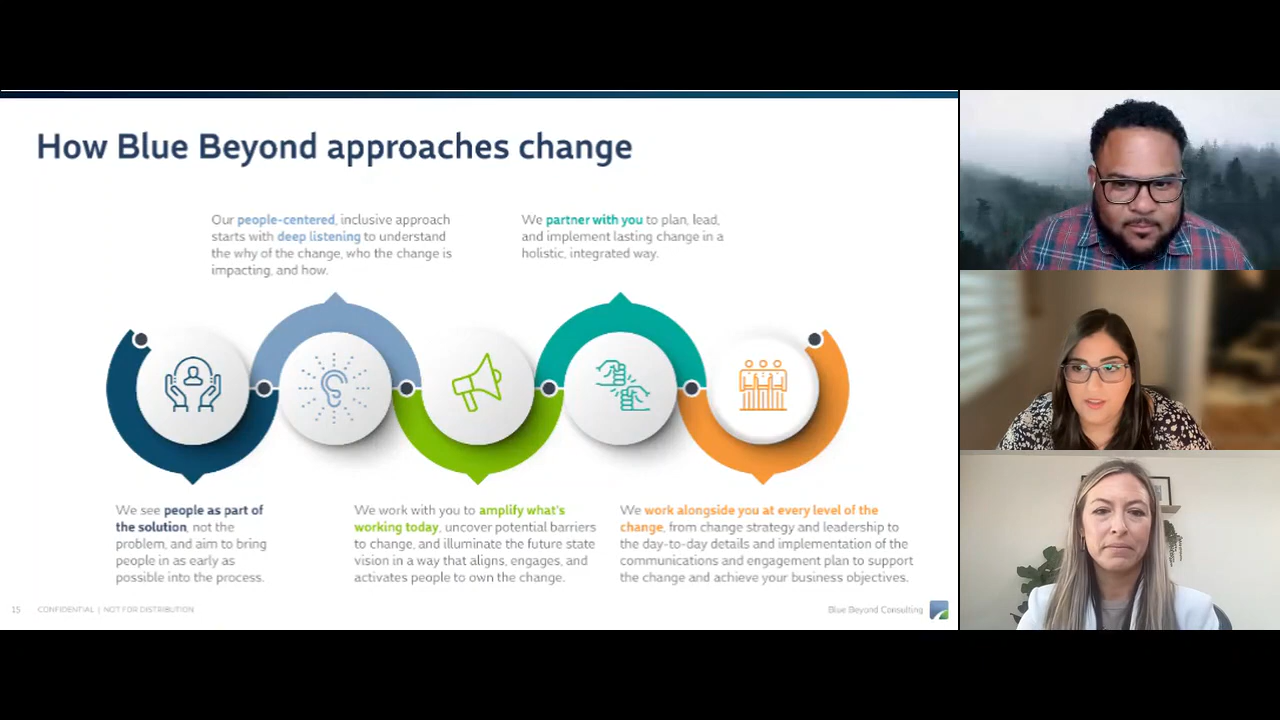 How Blue Beyond approaches change
Our people-centered, inclusive approach
starts with deep listening to understand
the why of the change, who the change is
impacting, and how.
We partner with you to plan, lead,
and implement lasting change in a
holistic, integrated way.
We see people as part of
the solution, not the
problem, and aim to bring
people in as early as
possible into the process.
We work with you to amplify what's
working today, uncover potential barriers
to change, and illuminate the future state
vision in a way that aligns, engages, and
activates people to own the change.
We work alongside you at every level of the
change, from change strategy and leadership to
the day-to-day details and implementation of the
communications and engagement plan to support
the change and achieve your business objectives.
15 CONFIDENTIAL | NOT FOR DISTRIBUTION
Blue Beyond Consulting